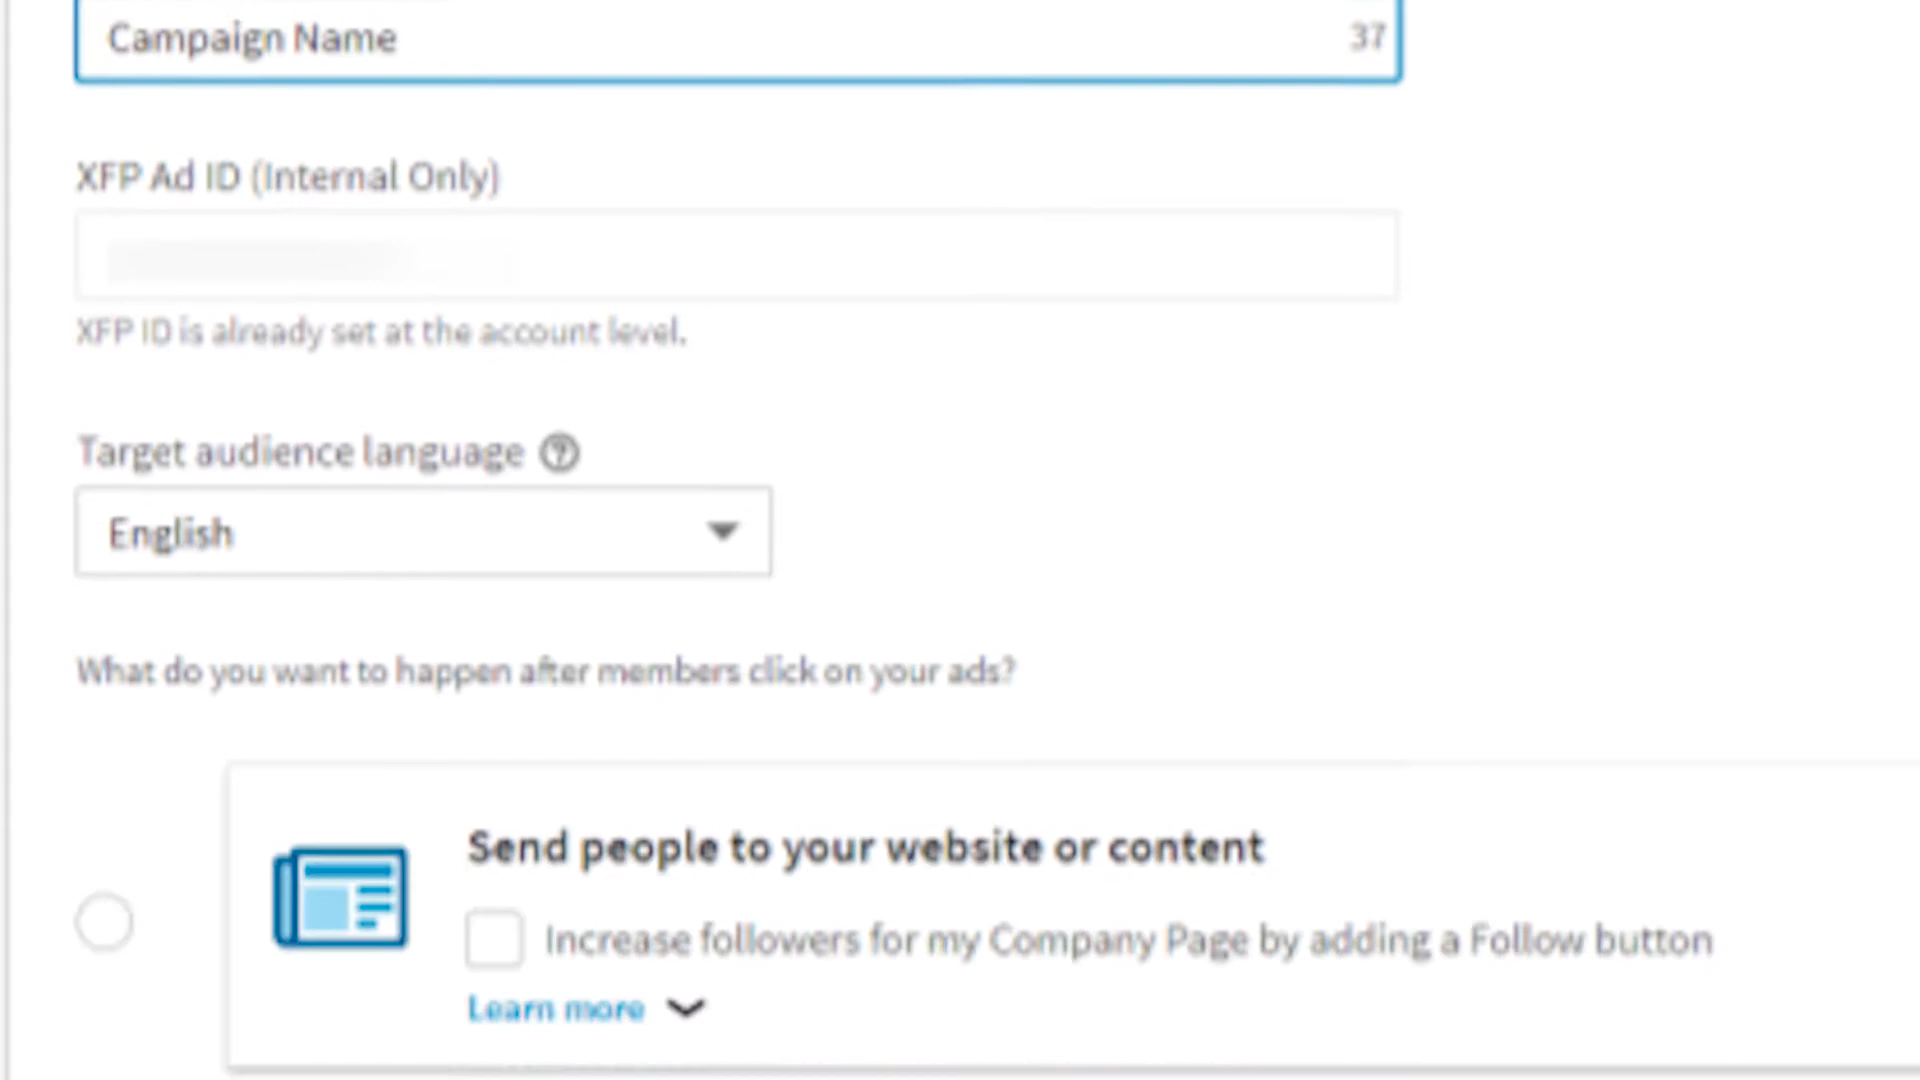 Campaign Name
37
XFP Ad ID (Internal Only)
XFP ID is already set at the account level.
Target audience language ?
English
What do you want to happen after members click on your ads?
Send people to your website or content
Increase followers for my Company Page by adding a Follow button
Learn more